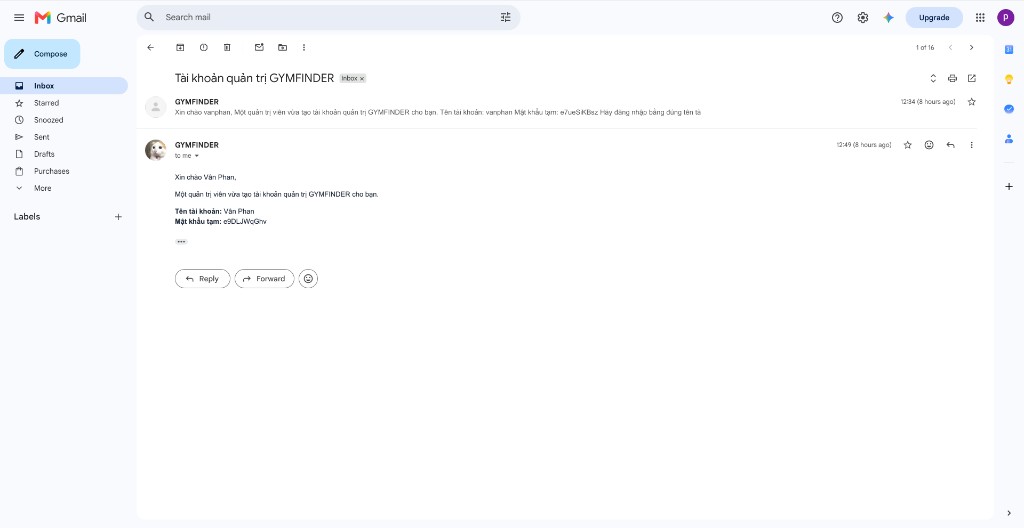 Gmail
Search mail
Upgrade
p
Compose
1 of 16
Inbox
Tài khoản quản trị GYMFINDER
Inbox x
Starred
GYMFINDER
12:34 (8 hours ago)
Xin chào vanphan, Một quản trị viên vừa tạo tài khoản quản trị GYMFINDER cho bạn. Tên tài khoản: vanphan Mật khẩu tạm: e7ueSiKBsz Hãy đăng nhập bằng đúng tên tà
Snoozed
Sent
Drafts
Purchases
More
GYMFINDER
12:49 (8 hours ago)
to me
Xin chào Văn Phan,
Một quản trị viên vừa tạo tài khoản quản trị GYMFINDER cho bạn.
Tên tài khoản: Văn Phan
Mật khẩu tạm: e9DLJWqGhv
Labels
Reply
Forward